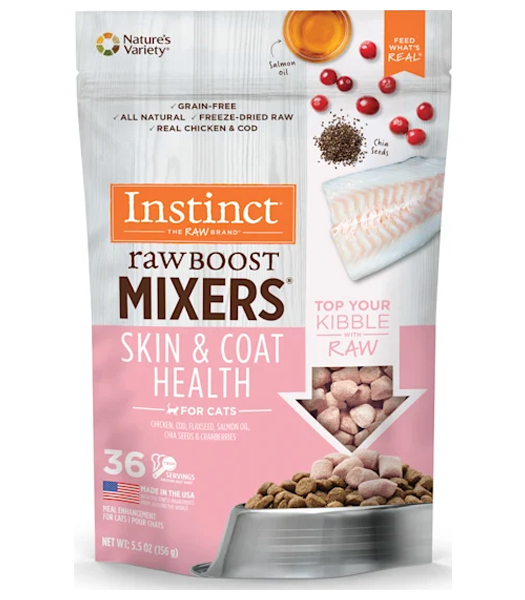 Nature's
Variety®
FEED
WHAT'S
REAL®
Salmon
oil
✓GRAIN-FREE
✓ALL NATURAL ✓FREEZE-DRIED RAW
✓REAL CHICKEN & COD
Chia
Seeds
Instinct®
THE RAW BRAND®
raw BOOST
MIXERS®
TOP YOUR
KIBBLE
WITH
RAW
SKIN & COAT
HEALTH
FOR CATS
CHICKEN, COD, FLAXSEED, SALMON OIL,
CHIA SEEDS & CRANBERRIES
36
SERVINGS
MADE IN THE USA
MEAL ENHANCEMENT
FOR CATS / POUR CHATS
NET WT: 5.5 OZ (156 g)